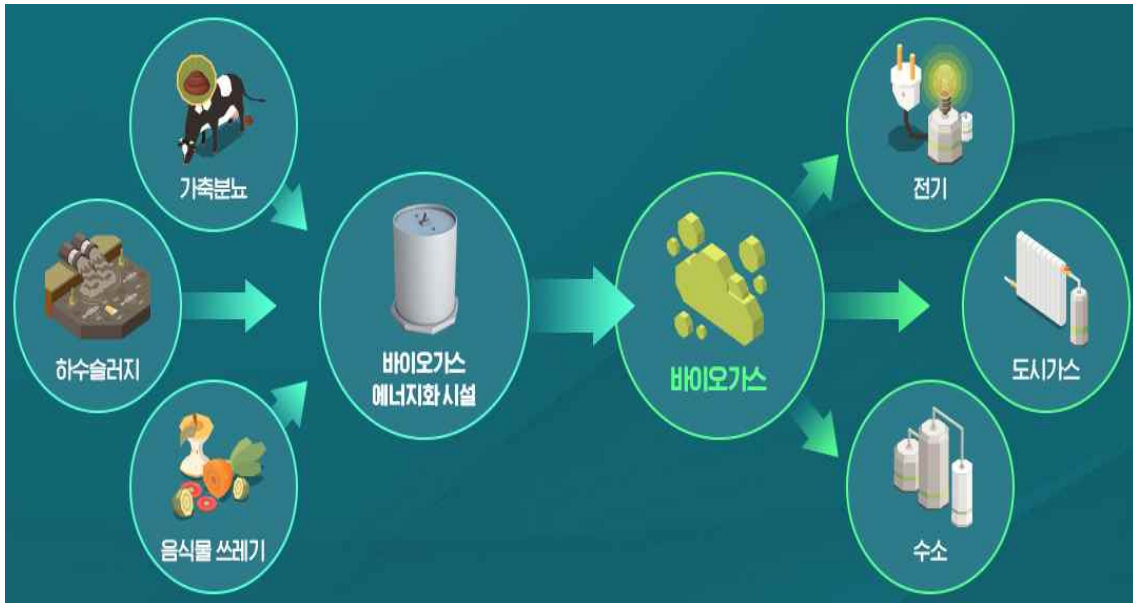 가축분뇨
하수슬러지
음식물 쓰레기
바이오가스
에너지화 시설
바이오가스
전기
도시가스
수소